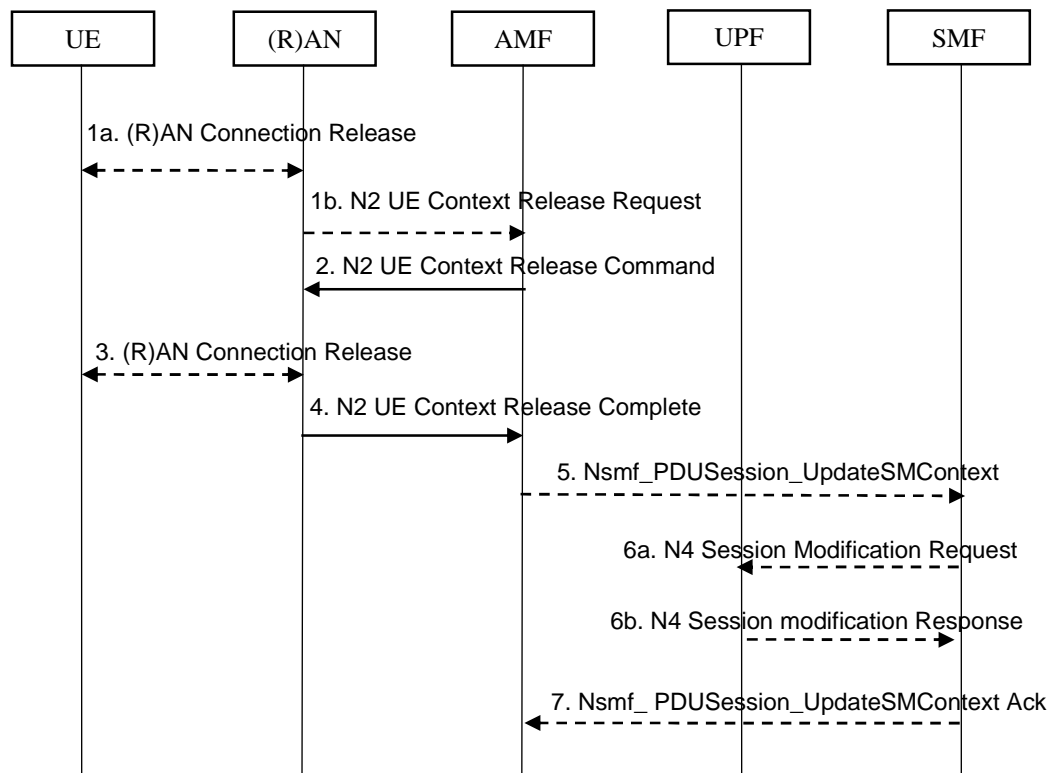 UE
(R)AN
AMF
UPF
SMF
1a. (R)AN Connection Release
1b. N2 UE Context Release Request
2. N2 UE Context Release Command
3. (R)AN Connection Release
4. N2 UE Context Release Complete
5. Nsmf_PDUSession_UpdateSMContext
6a. N4 Session Modification Request
6b. N4 Session modification Response
7. Nsmf_ PDUSession_UpdateSMContext Ack